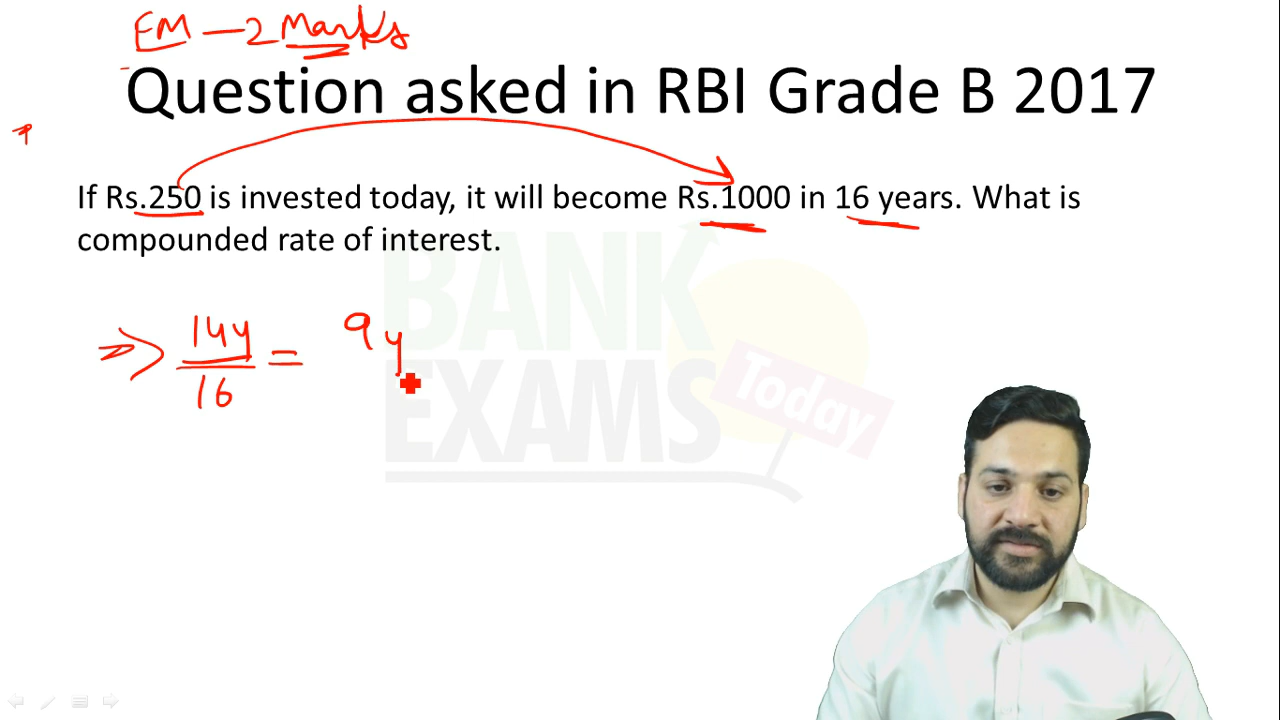 EM — 2 Marks
Question asked in RBI Grade B 2017
If Rs.250 is invested today, it will become Rs.1000 in 16 years. What is
compounded rate of interest.
144
16
= 9
BANK
EXAMS
Today